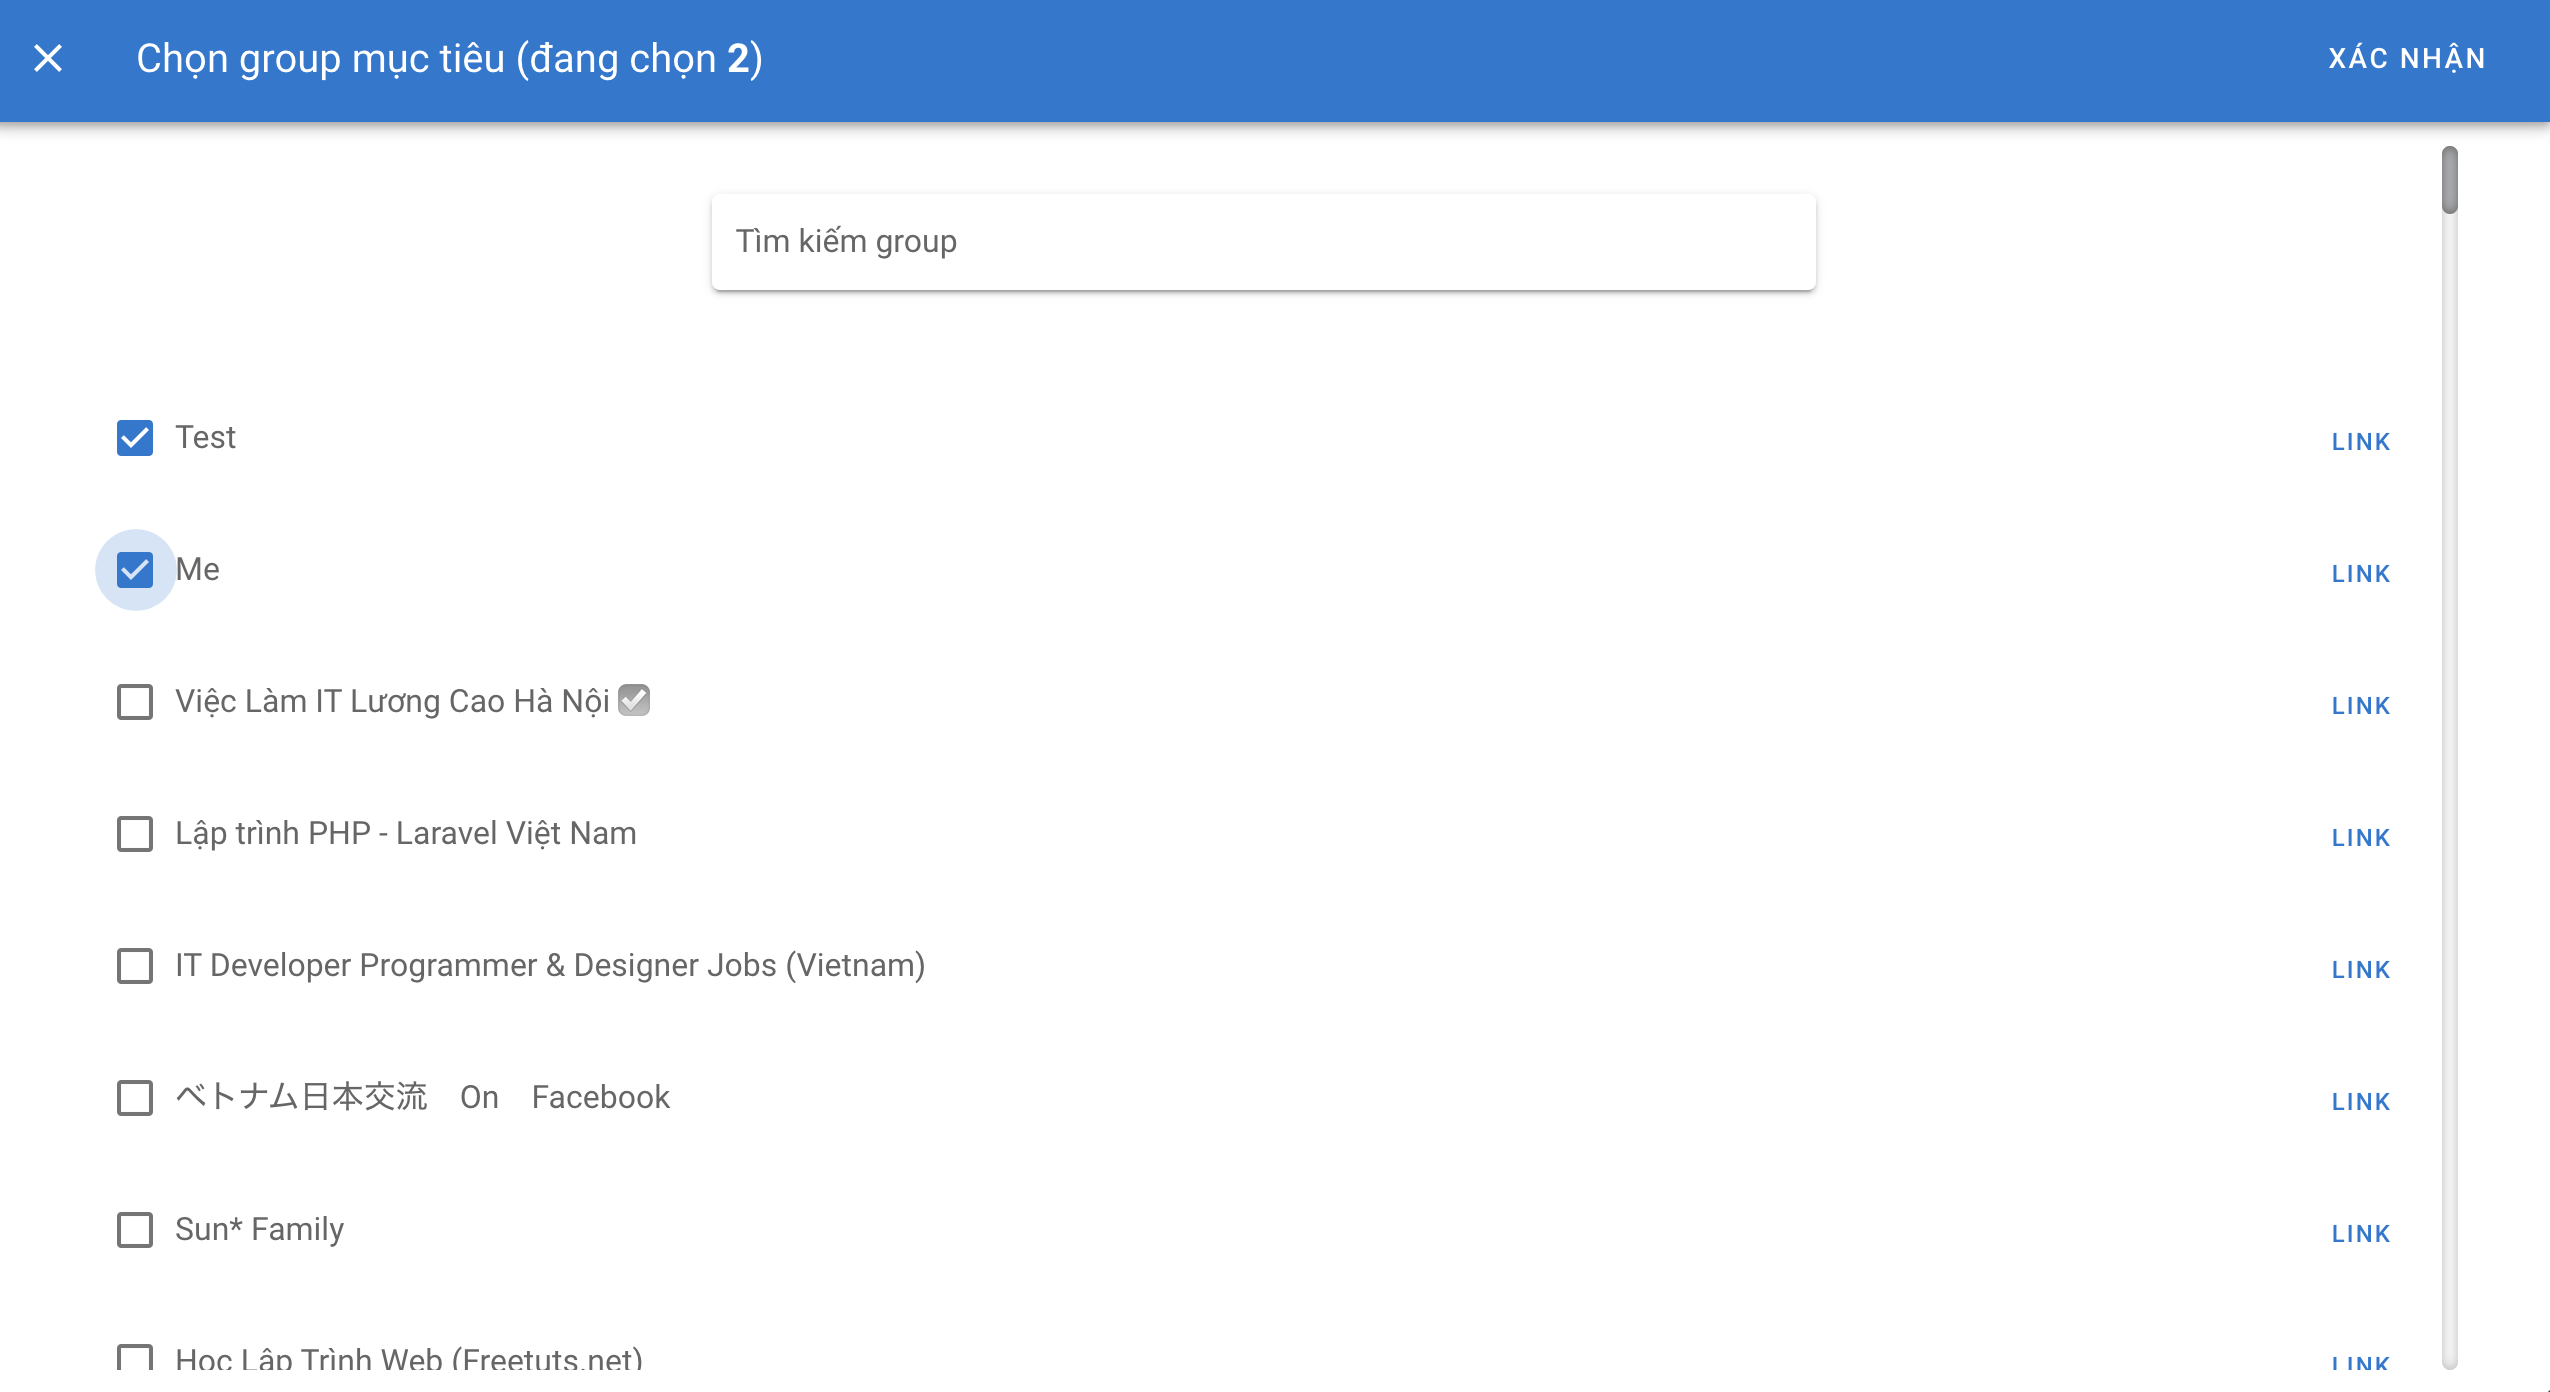 Chọn group mục tiêu (đang chọn 2)
XÁC NHẬN
Tìm kiếm group
Test
LINK
Me
LINK
Việc Làm IT Lương Cao Hà Nội ✅
LINK
Lập trình PHP - Laravel Việt Nam
LINK
IT Developer Programmer & Designer Jobs (Vietnam)
LINK
ベトナム日本交流　On　Facebook
LINK
Sun* Family
LINK
Học Lập Trình Web (Freetuts.net)
LINK